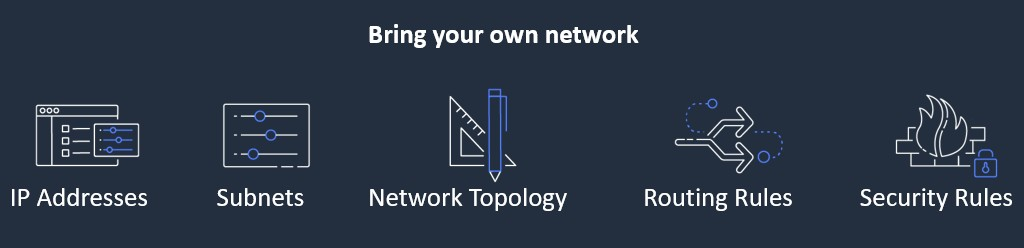 Bring your own network
IP Addresses
Subnets
Network Topology
Routing Rules
Security Rules